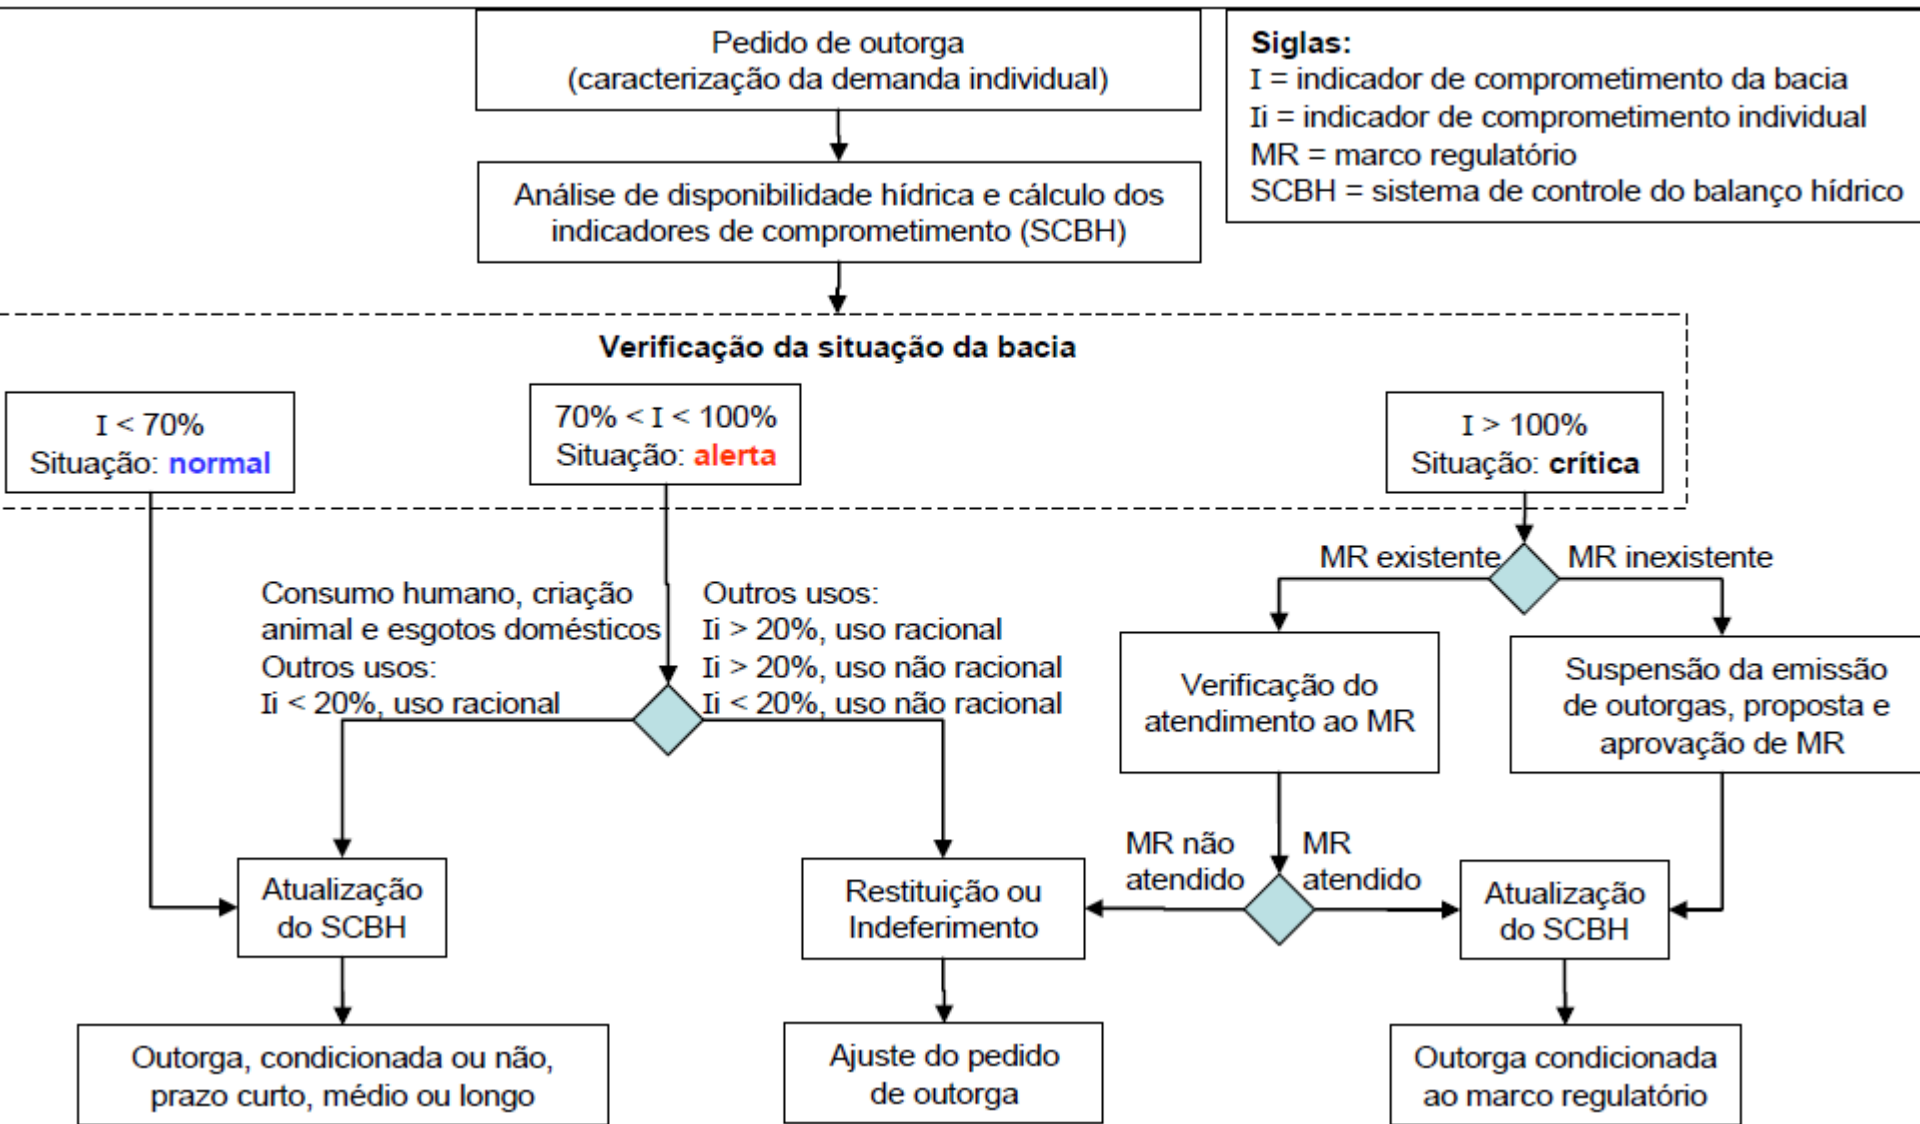 Pedido de outorga
(caracterização da demanda individual)
Siglas:
I = indicador de comprometimento da bacia
Ii = indicador de comprometimento individual
MR = marco regulatório
SCBH = sistema de controle do balanço hídrico
Análise de disponibilidade hídrica e cálculo dos
indicadores de comprometimento (SCBH)
Verificação da situação da bacia
I < 70%
Situação: normal
70% < I < 100%
Situação: alerta
I > 100%
Situação: crítica
MR existente
MR inexistente
Consumo humano, criação
animal e esgotos domésticos
Outros usos:
Ii < 20%, uso racional
Outros usos:
Ii > 20%, uso racional
Ii > 20%, uso não racional
Ii < 20%, uso não racional
Verificação do
atendimento ao MR
Suspensão da emissão
de outorgas, proposta e
aprovação de MR
MR não
atendido
MR
atendido
Atualização
do SCBH
Restituição ou
Indeferimento
Atualização
do SCBH
Outorga, condicionada ou não,
prazo curto, médio ou longo
Ajuste do pedido
de outorga
Outorga condicionada
ao marco regulatório